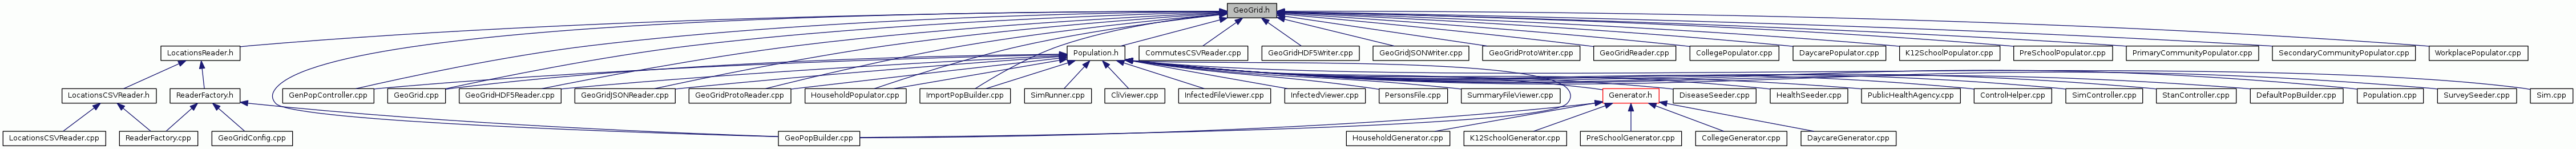 GeoGrid.h
LocationsReader.h
Population.h
CommutesCSVReader.cpp
GeoGridHDF5Writer.cpp
GeoGridJSONWriter.cpp
GeoGridProtoWriter.cpp
GeoGridReader.cpp
CollegePopulator.cpp
DaycarePopulator.cpp
K12SchoolPopulator.cpp
PreSchoolPopulator.cpp
PrimaryCommunityPopulator.cpp
SecondaryCommunityPopulator.cpp
WorkplacePopulator.cpp
LocationsCSVReader.h
ReaderFactory.h
GenPopController.cpp
GeoGrid.cpp
GeoGridHDF5Reader.cpp
GeoGridJSONReader.cpp
GeoGridProtoReader.cpp
HouseholdPopulator.cpp
ImportPopBuilder.cpp
SimRunner.cpp
CliViewer.cpp
InfectedFileViewer.cpp
InfectedViewer.cpp
PersonsFile.cpp
SummaryFileViewer.cpp
Generator.h
DiseaseSeeder.cpp
HealthSeeder.cpp
PublicHealthAgency.cpp
ControlHelper.cpp
SimController.cpp
StanController.cpp
DefaultPopBuilder.cpp
Population.cpp
SurveySeeder.cpp
Sim.cpp
LocationsCSVReader.cpp
ReaderFactory.cpp
GeoGridConfig.cpp
GeoPopBuilder.cpp
HouseholdGenerator.cpp
K12SchoolGenerator.cpp
PreSchoolGenerator.cpp
CollegeGenerator.cpp
DaycareGenerator.cpp